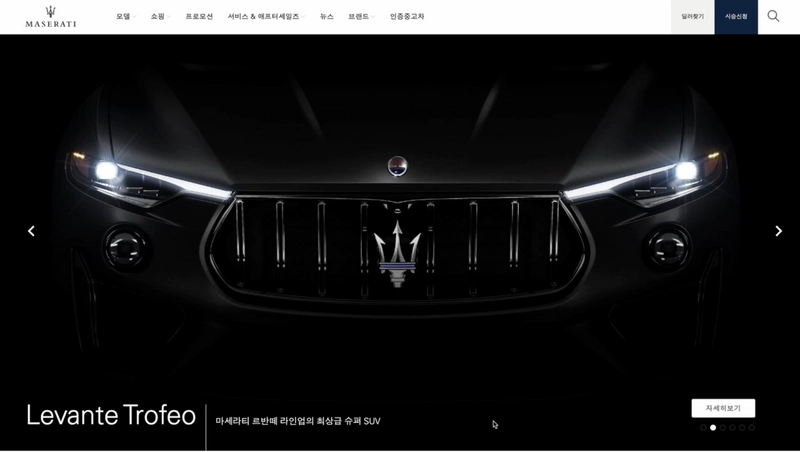 MASERATI
모델 쇼핑 프로모션 서비스 & 애프터세일즈 뉴스 브랜드 인증중고차
딜러찾기 시승신청
Levante Trofeo
마세라티 르반떼 라인업의 최상급 슈퍼 SUV
자세히보기